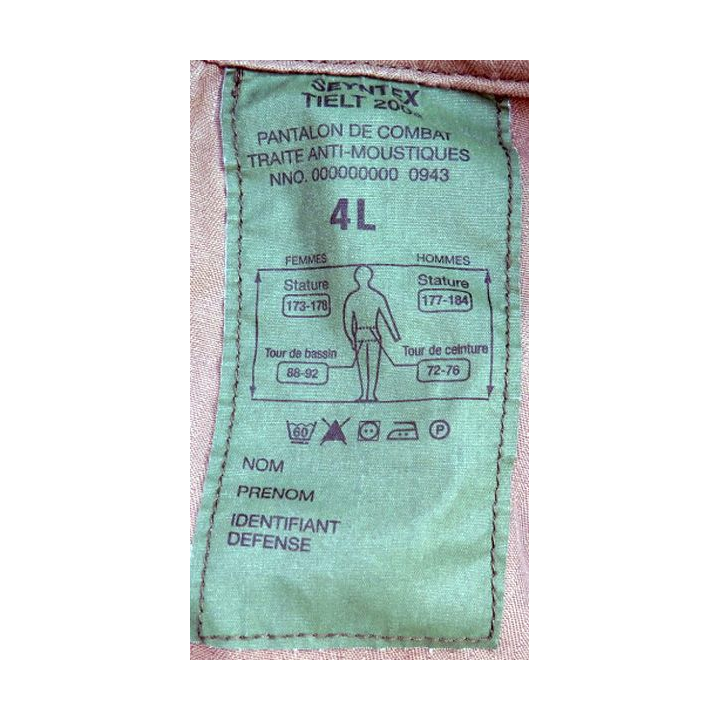 SEYNTEX
TIELT
PANTALON DE COMBAT
TRAITE ANTI-MOUSTIQUES
NNO. 000000000 0943
4L
FEMMES HOMMES
Stature Stature
173-178 177-184
Tour de bassin Tour de ceinture
88-92 72-76
60 P
NOM
PRENOM
IDENTIFIANT
DEFENSE